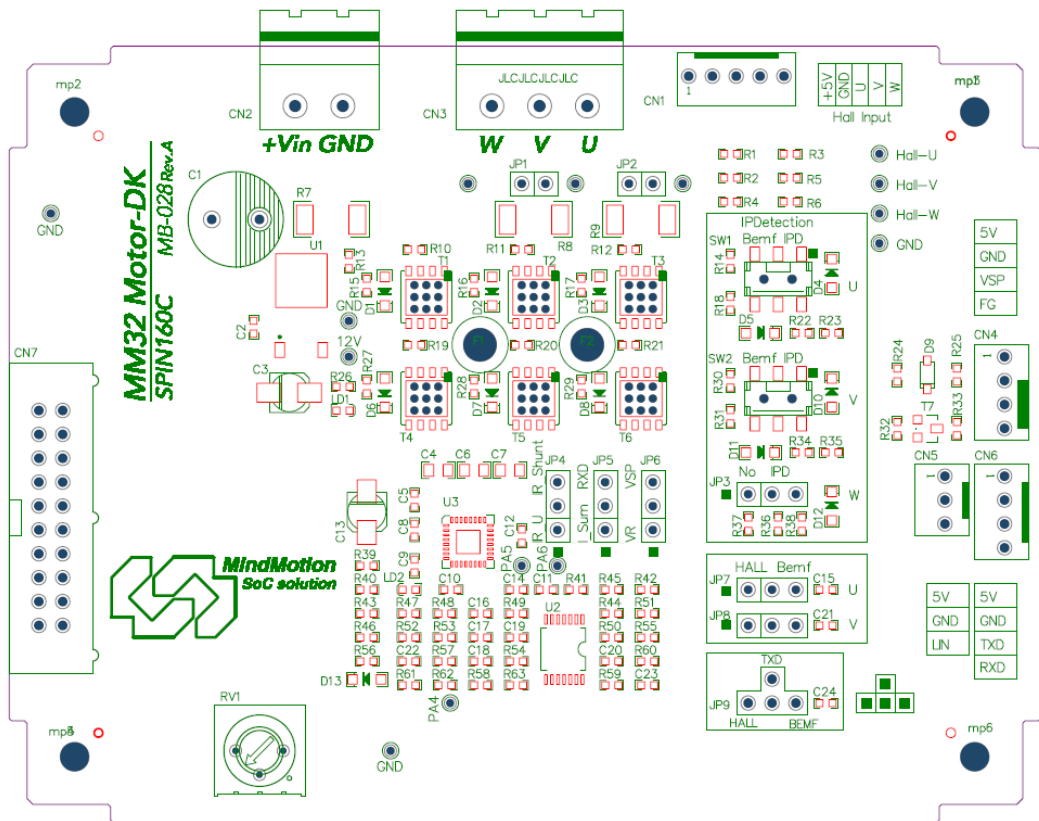 mp2
CN2
CN3
JLCJLCJLCJLC
CN1
1
+5V
GND
U
V
W
Hall Input
+Vin GND
W V U
MM32 Motor-DK
SPIN160C
MB-028 Rev.A
GND
C1
R7
U1
R13
C2
C3
GND
12V
R26
LD1
R27
JP1
JP2
R11
R8
R9
R12
R10
T1
T2
T3
R15
R16
R17
D1
D2
D3
R19
F1
R20
F2
R21
R28
R29
D6
D7
D8
T4
T5
T6
R1
R3
R2
R5
R4
R6
Hall-U
Hall-V
Hall-W
GND
IPDetection
Bemf IPD
SW1
R14
R18
D4
U
D5
R22
R23
SW2
Bemf IPD
R30
R31
D10
V
D11
R34
R35
No IPD
JP3
W
D12
R37
R36
R38
5V
GND
VSP
FG
R24
D9
R25
CN4
1
T7
R32
R33
CN5
1
CN6
1
CN7
C4
C6
C7
C5
U3
C8
C13
C9
C12
PA5
PA6
JP4
JP5
JP6
IR Shunt
IR U
RXD
I_Sum
VSP
VR
MindMotion
SoC solution
R39
R40
LD2
C10
C14
C11
R41
R45
R42
R43
R47
R48
C16
R49
U2
R44
R51
R46
R52
R53
C17
C19
R50
R55
R56
C22
R57
C18
R54
C20
R60
D13
R61
R62
R58
R63
R59
C23
PA4
HALL Bemf
JP7
C15
U
JP8
C21
V
TXD
JP9
C24
HALL
BEMF
5V
GND
LIN
5V
GND
TXD
RXD
RV1
GND
mp6